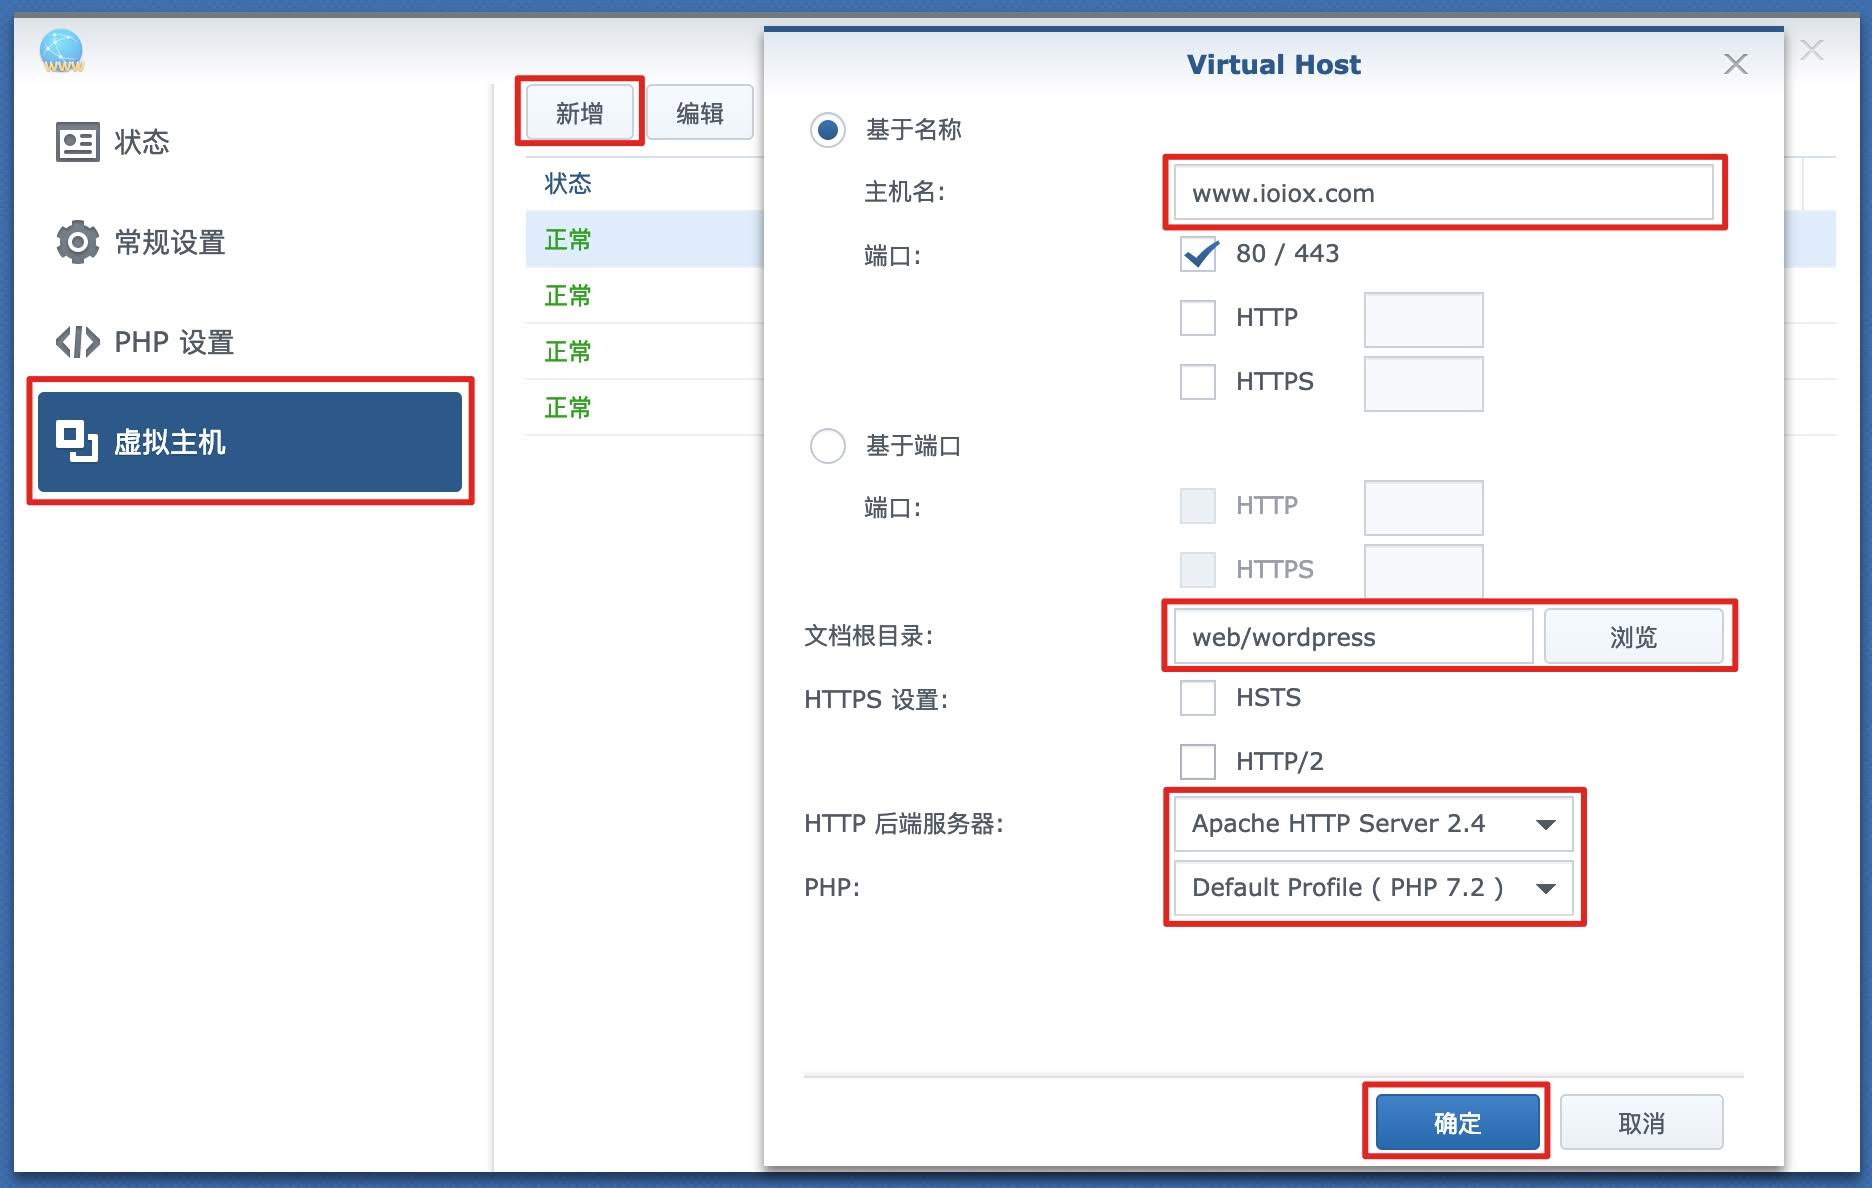 www
状态
常规设置
PHP 设置
虚拟主机
新增
编辑
状态
正常
正常
正常
正常
Virtual Host
基于名称
主机名:
www.ioiox.com
端口:
80 / 443
HTTP
HTTPS
基于端口
端口:
HTTP
HTTPS
文档根目录:
web/wordpress
浏览
HTTPS 设置:
HSTS
HTTP/2
HTTP 后端服务器:
Apache HTTP Server 2.4
PHP:
Default Profile ( PHP 7.2 )
确定
取消